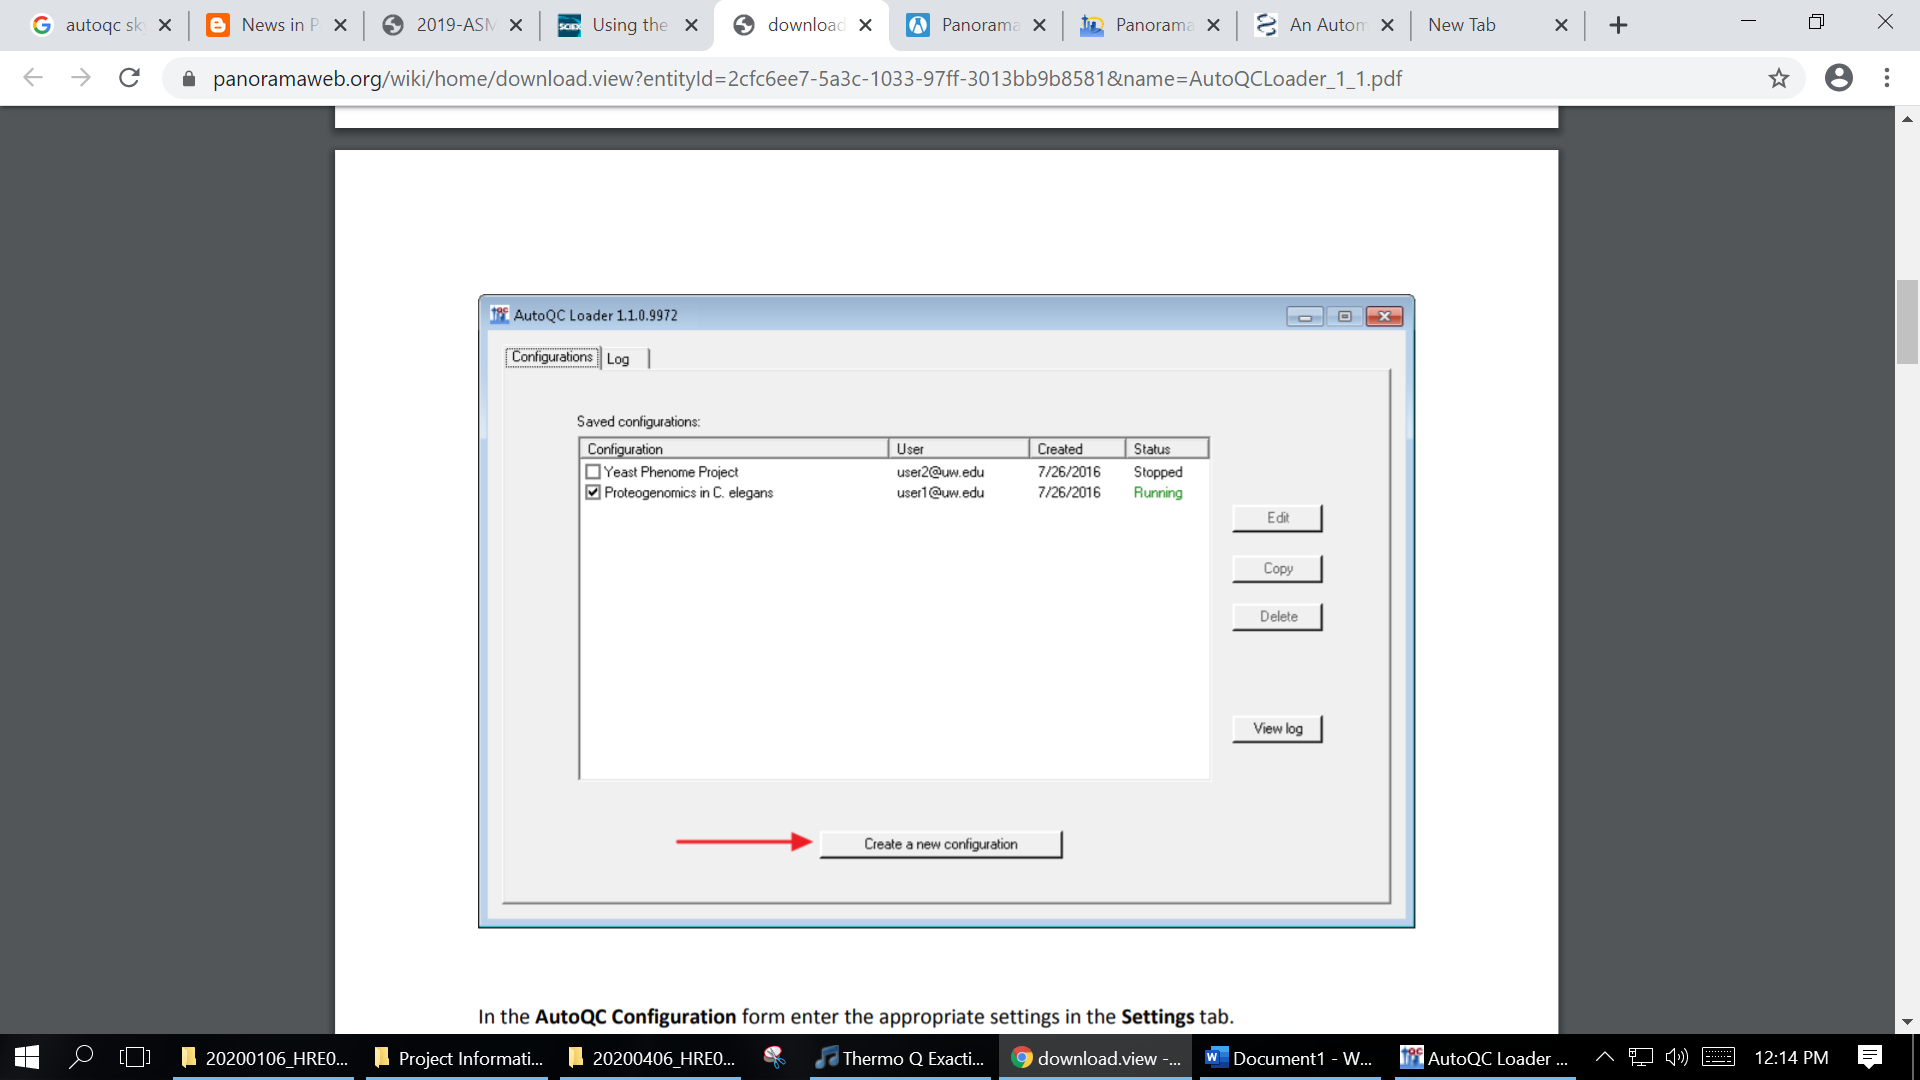 autoqc sk
News in P
2019-ASM
Using the
download
Panorama
Panorama
An Autom
New Tab
panoramaweb.org/wiki/home/download.view?entityId=2cfc6ee7-5a3c-1033-97ff-3013bb9b8581&name=AutoQCLoader_1_1.pdf
AutoQC Loader 1.1.0.9972
Configurations Log
Saved configurations:
Configuration User Created Status
Yeast Phenome Project user2@uw.edu 7/26/2016 Stopped
Proteogenomics in C. elegans user1@uw.edu 7/26/2016 Running
Edit
Copy
Delete
View log
Create a new configuration
In the AutoQC Configuration form enter the appropriate settings in the Settings tab.
20200106_HRE0...
Project Informati...
20200406_HRE0...
Thermo Q Exacti...
download.view -...
Document1 - W...
AutoQC Loader ...
12:14 PM